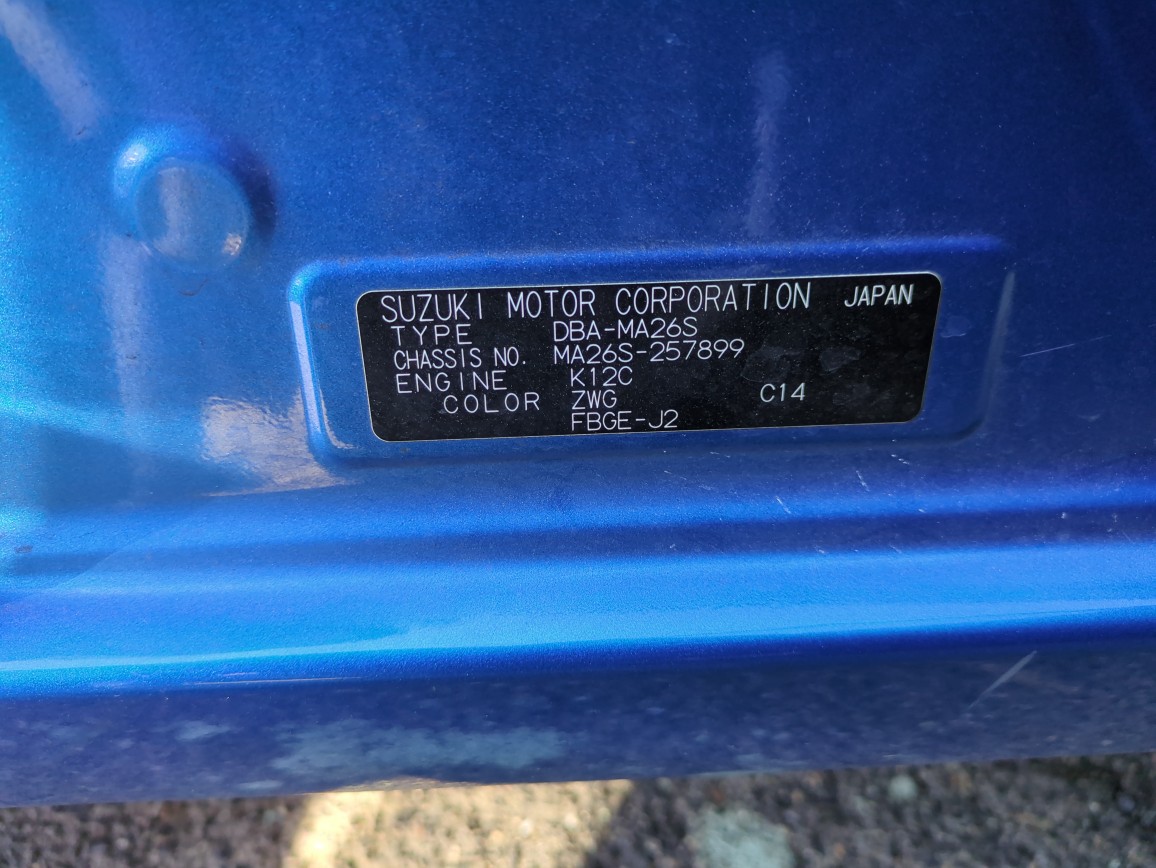 SUZUKI MOTOR CORPORATION JAPAN
TYPE DBA-MA26S
CHASSIS NO. MA26S-257899
ENGINE K12C
COLOR ZWG C14
FBGE-J2